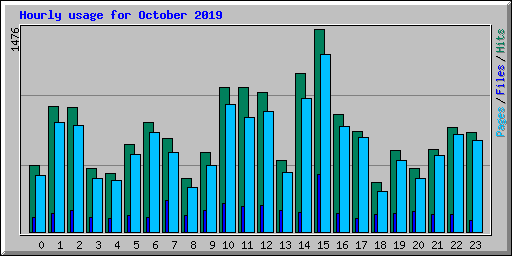 Hourly usage for October 2019
1476
Pages/Files/Hits
0 1 2 3 4 5 6 7 8 9 10 11 12 13 14 15 16 17 18 19 20 21 22 23